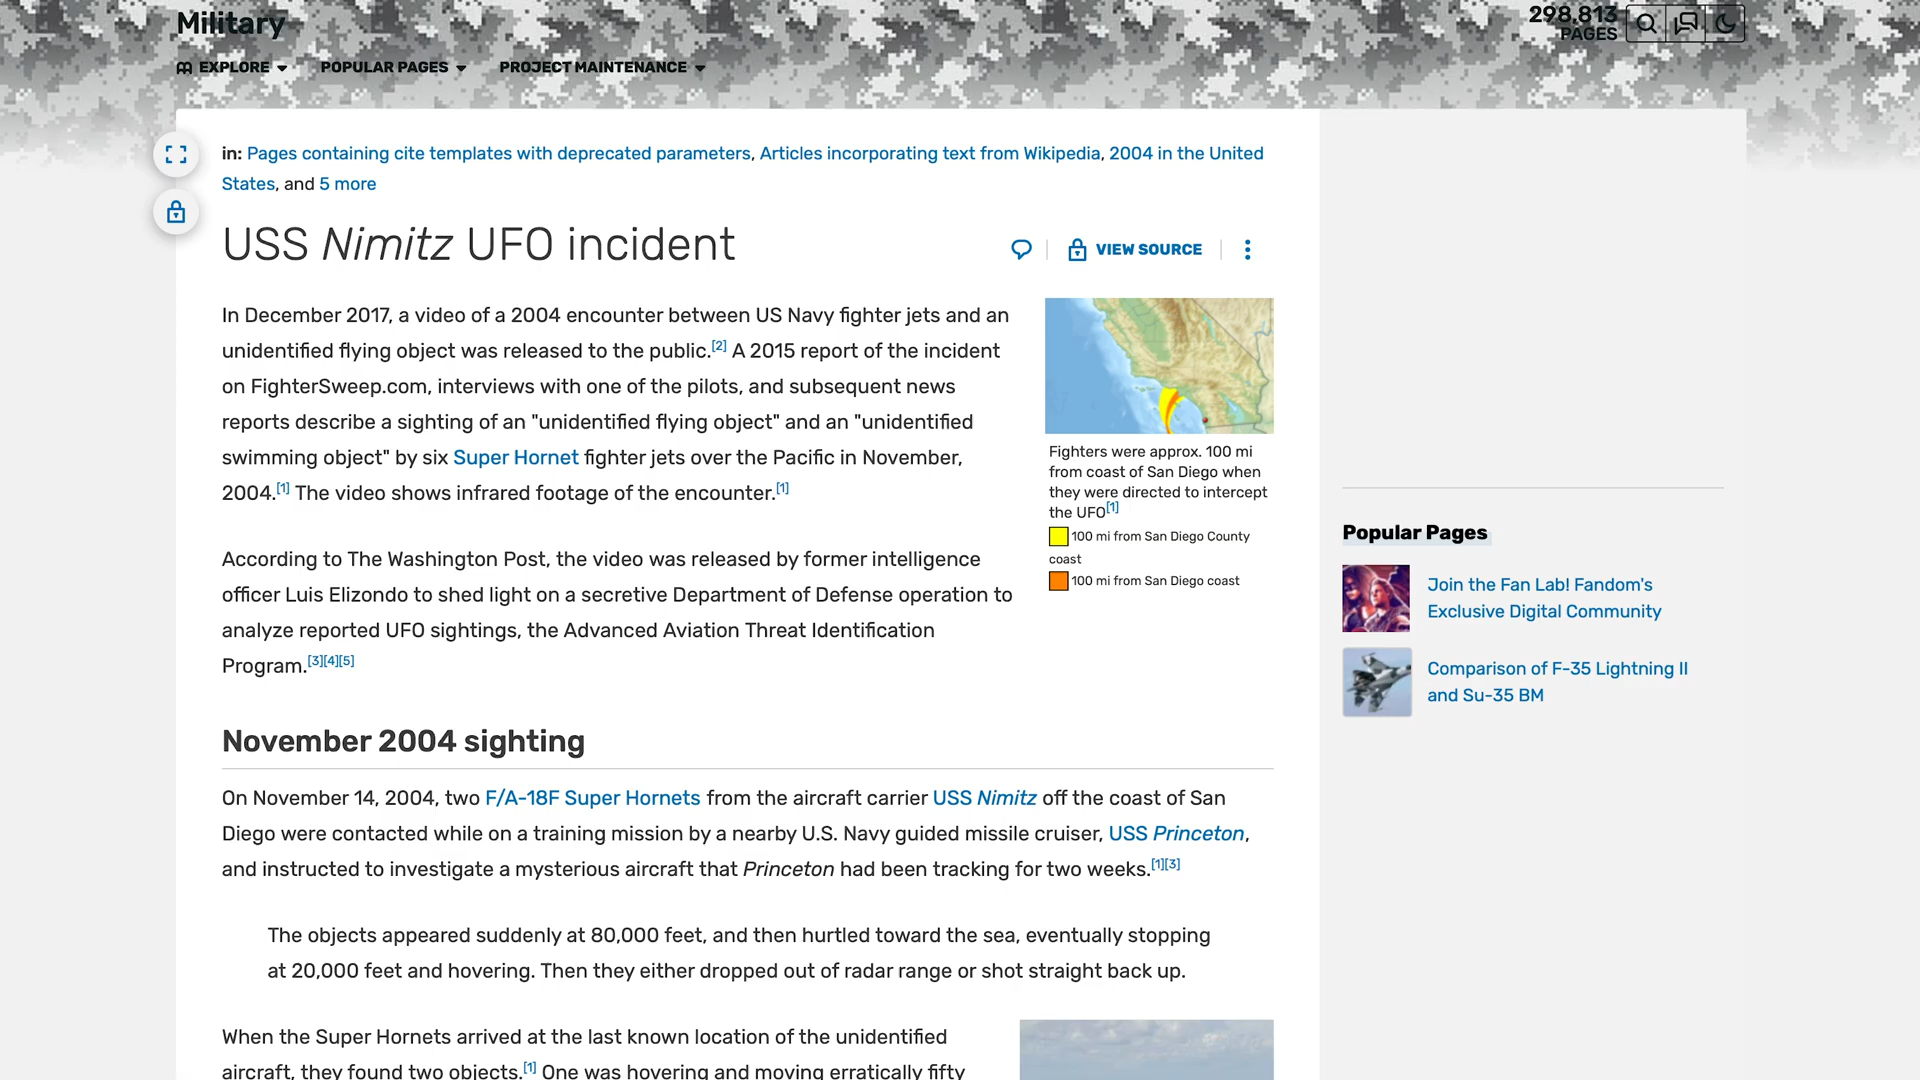 Military
298,813
PAGES
EXPLORE
POPULAR PAGES
PROJECT MAINTENANCE
in: Pages containing cite templates with deprecated parameters, Articles incorporating text from Wikipedia, 2004 in the United
States, and 5 more
USS Nimitz UFO incident
VIEW SOURCE
In December 2017, a video of a 2004 encounter between US Navy fighter jets and an
unidentified flying object was released to the public.[2] A 2015 report of the incident
on FighterSweep.com, interviews with one of the pilots, and subsequent news
reports describe a sighting of an "unidentified flying object" and an "unidentified
swimming object" by six Super Hornet fighter jets over the Pacific in November,
2004.[1] The video shows infrared footage of the encounter.[1]
Fighters were approx. 100 mi
from coast of San Diego when
they were directed to intercept
the UFO[1]
100 mi from San Diego County
coast
100 mi from San Diego coast
According to The Washington Post, the video was released by former intelligence
officer Luis Elizondo to shed light on a secretive Department of Defense operation to
analyze reported UFO sightings, the Advanced Aviation Threat Identification
Program.[3][4][5]
November 2004 sighting
On November 14, 2004, two F/A-18F Super Hornets from the aircraft carrier USS Nimitz off the coast of San
Diego were contacted while on a training mission by a nearby U.S. Navy guided missile cruiser, USS Princeton,
and instructed to investigate a mysterious aircraft that Princeton had been tracking for two weeks.[1][3]
The objects appeared suddenly at 80,000 feet, and then hurtled toward the sea, eventually stopping
at 20,000 feet and hovering. Then they either dropped out of radar range or shot straight back up.
When the Super Hornets arrived at the last known location of the unidentified
aircraft, they found two objects.[1] One was hovering and moving erratically fifty
Popular Pages
Join the Fan Lab! Fandom's
Exclusive Digital Community
Comparison of F-35 Lightning II
and Su-35 BM